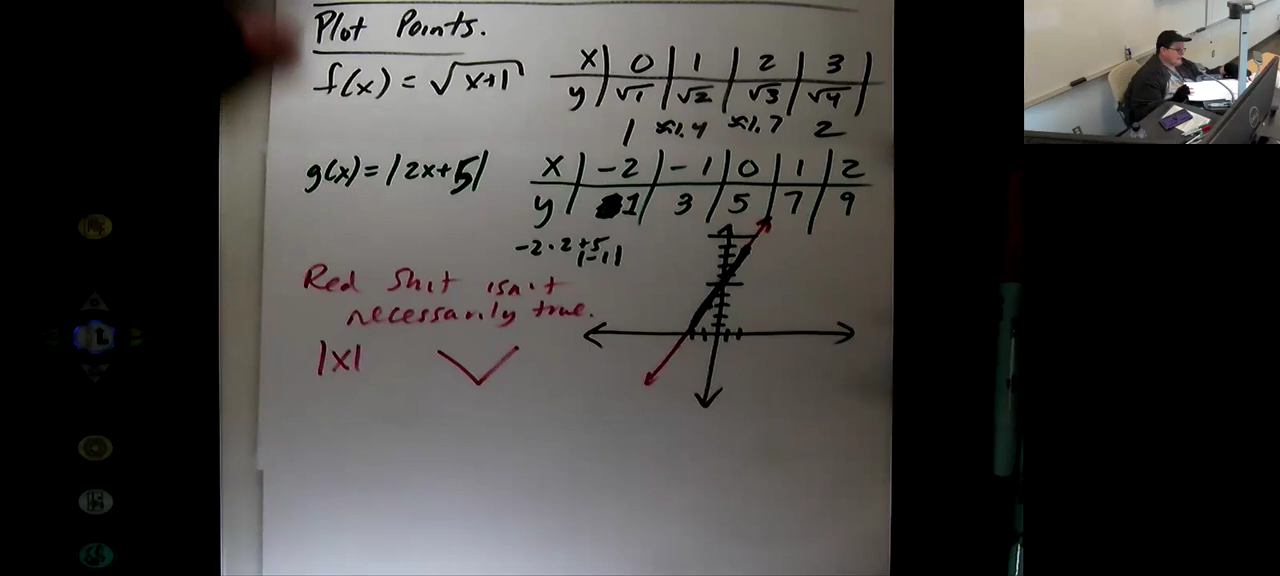 Plot Points.
f(x) = √x+1
x | 0 | 1 | 2 | 3 |
y | √1 | √2 | √3 | √4 |
1 ≈1.4 ≈1.7 2
g(x) = |2x+5|
x | -2 | -1 | 0 | 1 | 2
y | 1 | 3 | 5 | 7 | 9
-2·2+5
|-1|
Red Shit isn't
necessarily true.
|x|